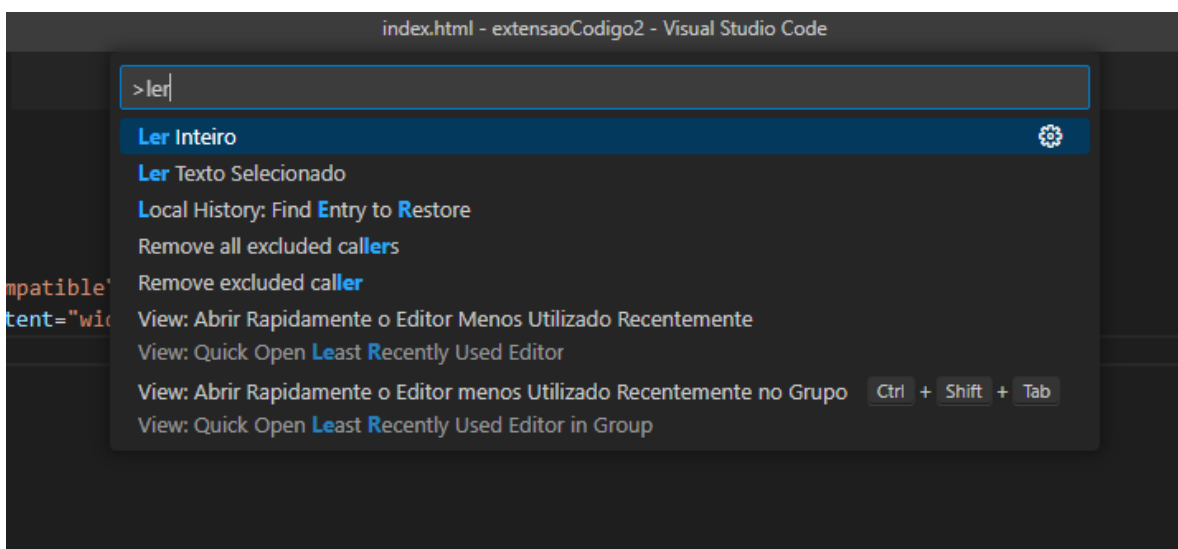 index.html - extensaoCodigo2 - Visual Studio Code
>ler
Ler Inteiro
Ler Texto Selecionado
Local History: Find Entry to Restore
Remove all excluded callers
mpatible"
Remove excluded caller
tent="wid
View: Abrir Rapidamente o Editor Menos Utilizado Recentemente
View: Quick Open Least Recently Used Editor
View: Abrir Rapidamente o Editor menos Utilizado Recentemente no Grupo Ctrl + Shift + Tab
View: Quick Open Least Recently Used Editor in Group